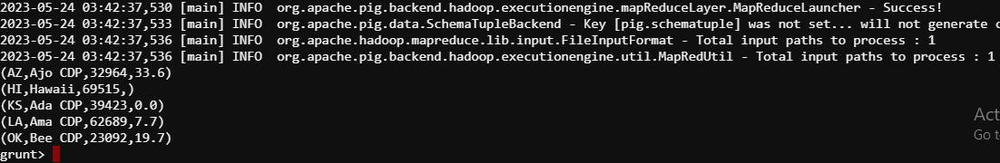 2023-05-24 03:42:37,530 [main] INFO  org.apache.pig.backend.hadoop.executionengine.mapReduceLayer.MapReduceLauncher - Success!
2023-05-24 03:42:37,533 [main] INFO  org.apache.pig.data.SchemaTupleBackend - Key [pig.schematuple] was not set... will not generate c
2023-05-24 03:42:37,536 [main] INFO  org.apache.hadoop.mapreduce.lib.input.FileInputFormat - Total input paths to process : 1
2023-05-24 03:42:37,536 [main] INFO  org.apache.pig.backend.hadoop.executionengine.util.MapRedUtil - Total input paths to process : 1
(AZ,Ajo CDP,32964,33.6)
(HI,Hawaii,69515,)
(KS,Ada CDP,39423,0.0)
(LA,Ama CDP,62689,7.7)
(OK,Bee CDP,23092,19.7)
grunt>
Act
Go t